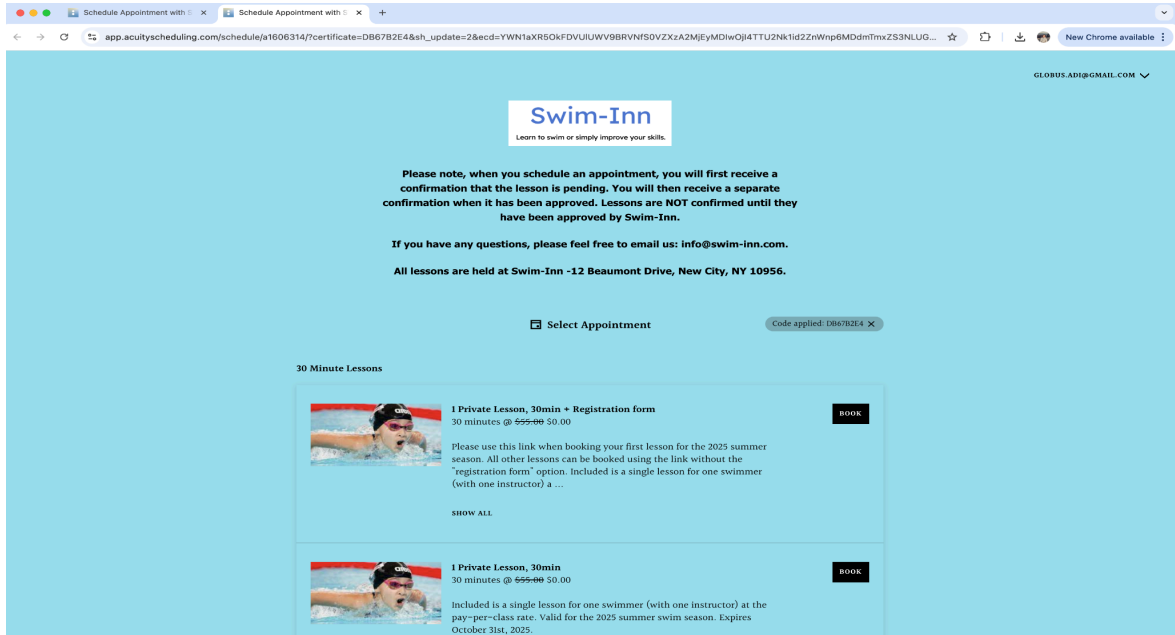 Schedule Appointment with S
Schedule Appointment with S
app.acuityscheduling.com/schedule/a1606314/?certificate=DB67B2E4&sh_update=2&ecd=
New Chrome available
GLOBUS.ADI@GMAIL.COM
Swim-Inn
Learn to swim or simply improve your skills.
Please note, when you schedule an appointment, you will first receive a
confirmation that the lesson is pending. You will then receive a separate
confirmation when it has been approved. Lessons are NOT confirmed until they
have been approved by Swim-Inn.
If you have any questions, please feel free to email us: info@swim-inn.com.
All lessons are held at Swim-Inn -12 Beaumont Drive, New City, NY 10956.
Select Appointment
Code applied: DB67B2E4
30 Minute Lessons
1 Private Lesson, 30min + Registration form
BOOK
30 minutes @ $55.00 $0.00
Please use this link when booking your first lesson for the 2025 summer
season. All other lessons can be booked using the link without the
"registration form" option. Included is a single lesson for one swimmer
(with one instructor) a ...
SHOW ALL
1 Private Lesson, 30min
BOOK
30 minutes @ $55.00 $0.00
Included is a single lesson for one swimmer (with one instructor) at the
pay-per-class rate. Valid for the 2025 summer swim season. Expires
October 31st, 2025.